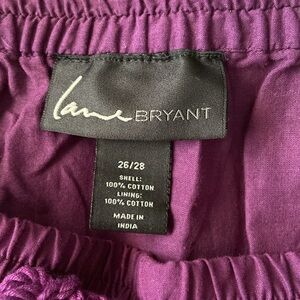 lane BRYANT
26/28
SHELL:
100% COTTON
LINING:
100% COTTON
MADE IN
INDIA